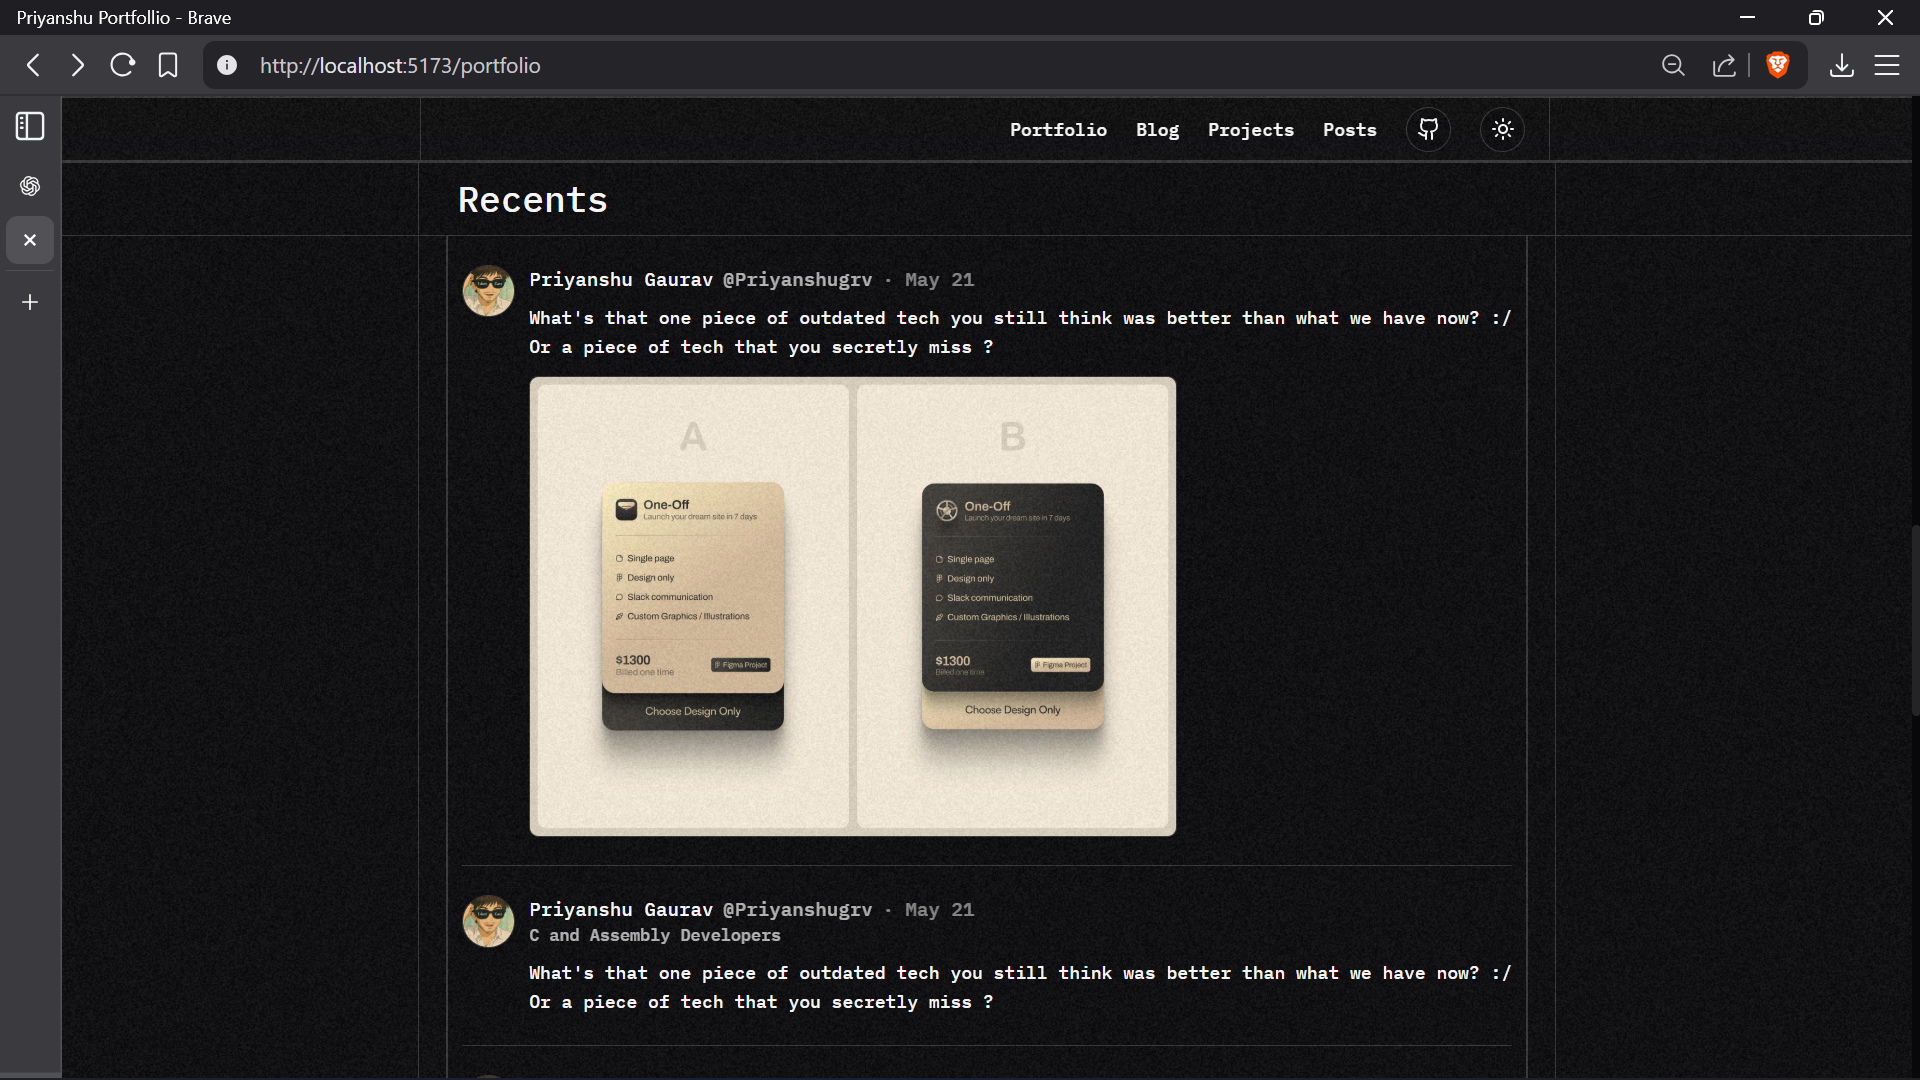 Priyanshu Portfollio - Brave
http://localhost:5173/portfolio
Portfolio Blog Projects Posts
Recents
Priyanshu Gaurav @Priyanshugrv · May 21
What's that one piece of outdated tech you still think was better than what we have now? :/
Or a piece of tech that you secretly miss ?
A
One-Off
Launch your dream site in 7 days
Single page
Design only
Slack communication
Custom Graphics / Illustrations
$1300
Billed one time
Figma Project
Choose Design Only
B
One-Off
Launch your dream site in 7 days
Single page
Design only
Slack communication
Custom Graphics / Illustrations
$1300
Billed one time
Figma Project
Choose Design Only
Priyanshu Gaurav @Priyanshugrv · May 21
C and Assembly Developers
What's that one piece of outdated tech you still think was better than what we have now? :/
Or a piece of tech that you secretly miss ?